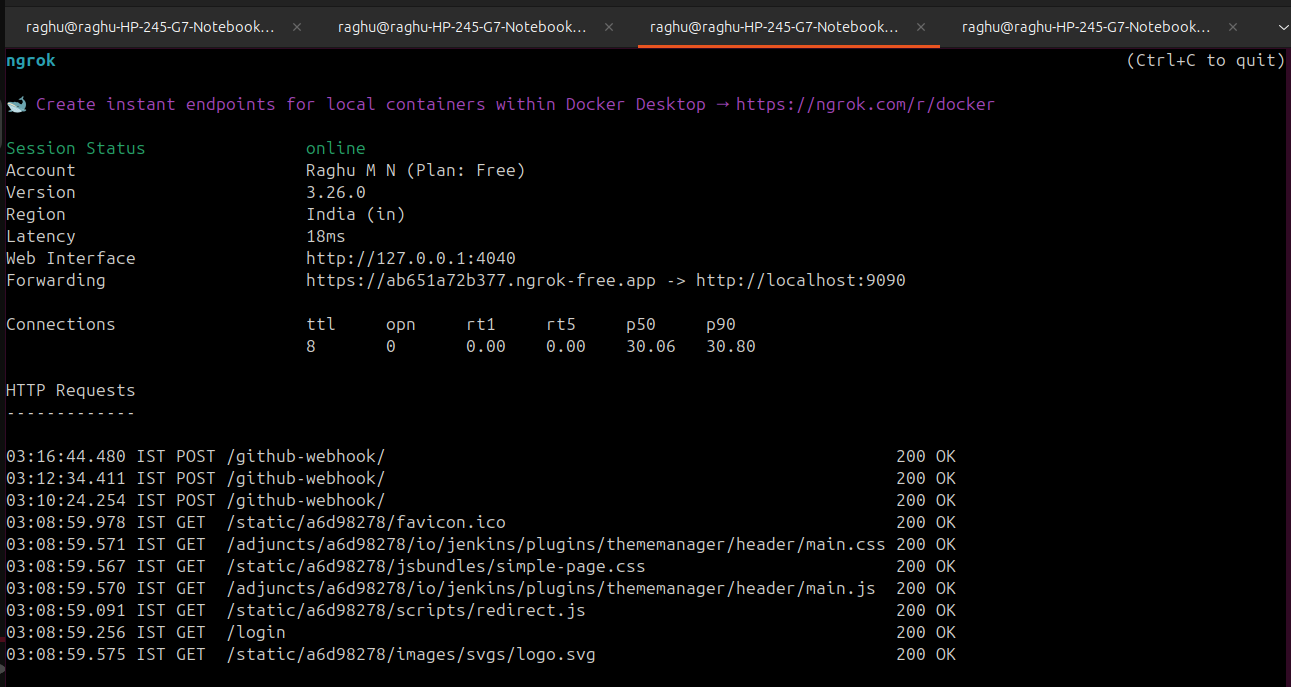 raghu@raghu-HP-245-G7-Notebook... × raghu@raghu-HP-245-G7-Notebook... × raghu@raghu-HP-245-G7-Notebook... × raghu@raghu-HP-245-G7-Notebook... ×
ngrok (Ctrl+C to quit)
🐋 Create instant endpoints for local containers within Docker Desktop → https://ngrok.com/r/docker
Session Status online
Account Raghu M N (Plan: Free)
Version 3.26.0
Region India (in)
Latency 18ms
Web Interface http://127.0.0.1:4040
Forwarding https://ab651a72b377.ngrok-free.app -> http://localhost:9090
Connections ttl opn rt1 rt5 p50 p90
8 0 0.00 0.00 30.06 30.80
HTTP Requests
-------------
03:16:44.480 IST POST /github-webhook/ 200 OK
03:12:34.411 IST POST /github-webhook/ 200 OK
03:10:24.254 IST POST /github-webhook/ 200 OK
03:08:59.978 IST GET /static/a6d98278/favicon.ico 200 OK
03:08:59.571 IST GET /adjuncts/a6d98278/io/jenkins/plugins/thememanager/header/main.css 200 OK
03:08:59.567 IST GET /static/a6d98278/jsbundles/simple-page.css 200 OK
03:08:59.570 IST GET /adjuncts/a6d98278/io/jenkins/plugins/thememanager/header/main.js 200 OK
03:08:59.091 IST GET /static/a6d98278/scripts/redirect.js 200 OK
03:08:59.256 IST GET /login 200 OK
03:08:59.575 IST GET /static/a6d98278/images/svgs/logo.svg 200 OK